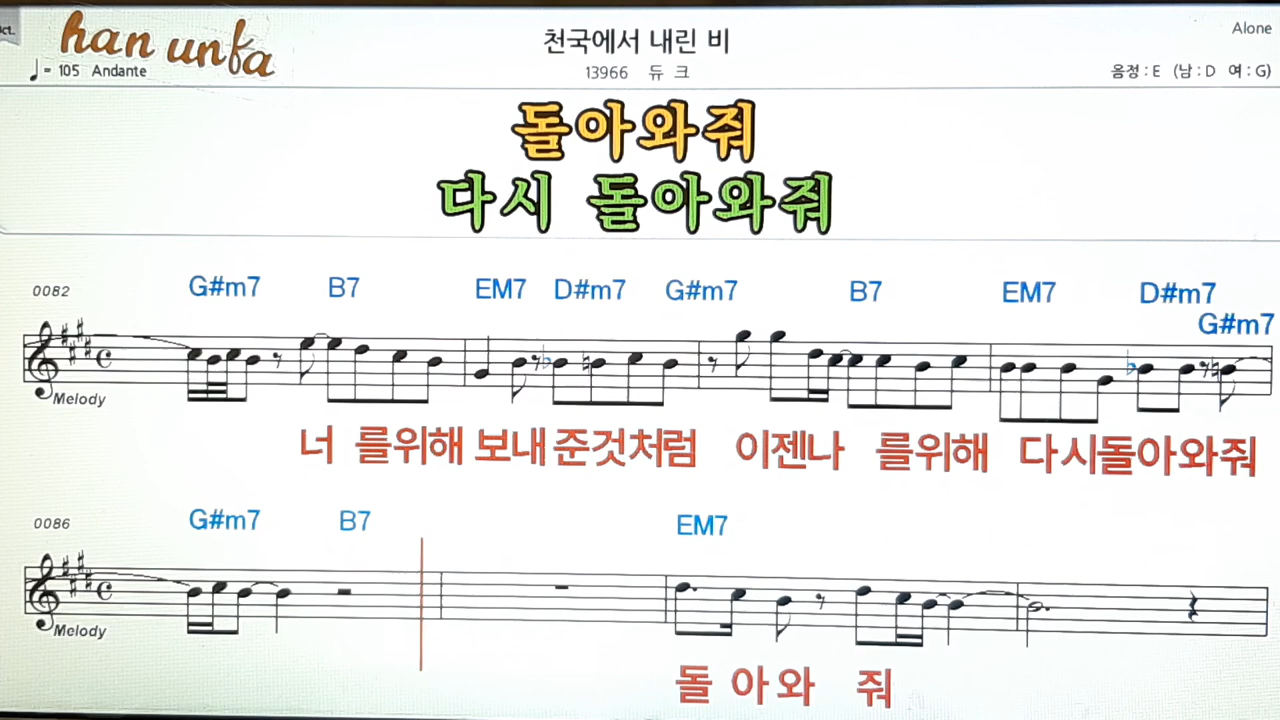 ct.
han unfa
천국에서 내린 비
Alone
♩= 105 Andante
13966 듀 크
음정 : E (남 : D 여 : G)
돌아와줘
다시 돌아와줘
0082
G#m7 B7 EM7 D#m7 G#m7 B7 EM7 D#m7 G#m7
Melody
너 를위해 보내 준것처럼 이젠나 를위해 다시돌아와줘
0086
G#m7 B7 EM7
Melody
돌 아 와 줘